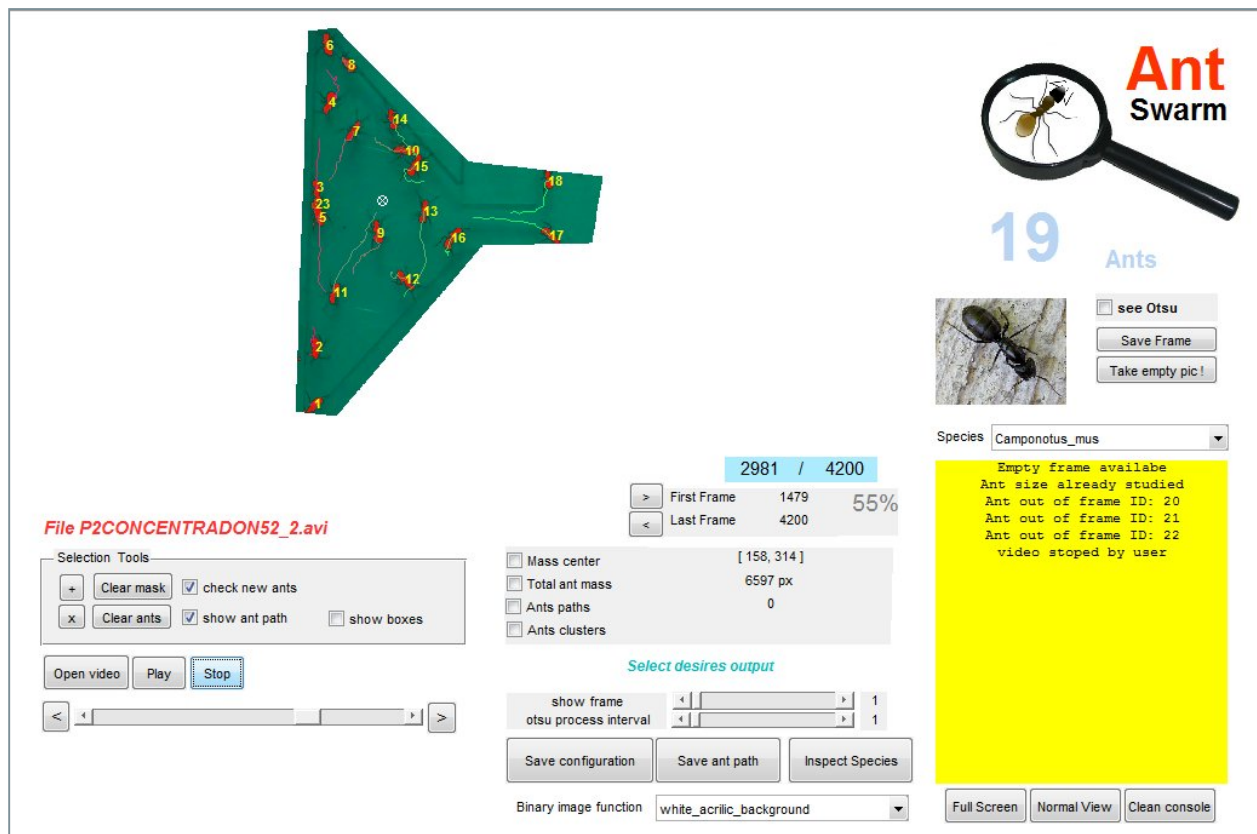 6
8
4
14
7
10
15
3
18
23
13
5
9
16
17
12
11
2
1
Ant
Swarm
19
Ants
see Otsu
Save Frame
Take empty pic !
Species Camponotus_mus
Empty frame availabe
Ant size already studied
Ant out of frame ID: 20
Ant out of frame ID: 21
Ant out of frame ID: 22
video stoped by user
2981 / 4200
> First Frame 1479 55%
< Last Frame 4200
File P2CONCENTRADON52_2.avi
Selection Tools
+ Clear mask check new ants
x Clear ants show ant path show boxes
Open video Play Stop
< >
Mass center [ 158, 314 ]
Total ant mass 6597 px
Ants paths 0
Ants clusters
Select desires output
show frame 1
otsu process interval 1
Save configuration Save ant path Inspect Species
Binary image function white_acrilic_background
Full Screen Normal View Clean console